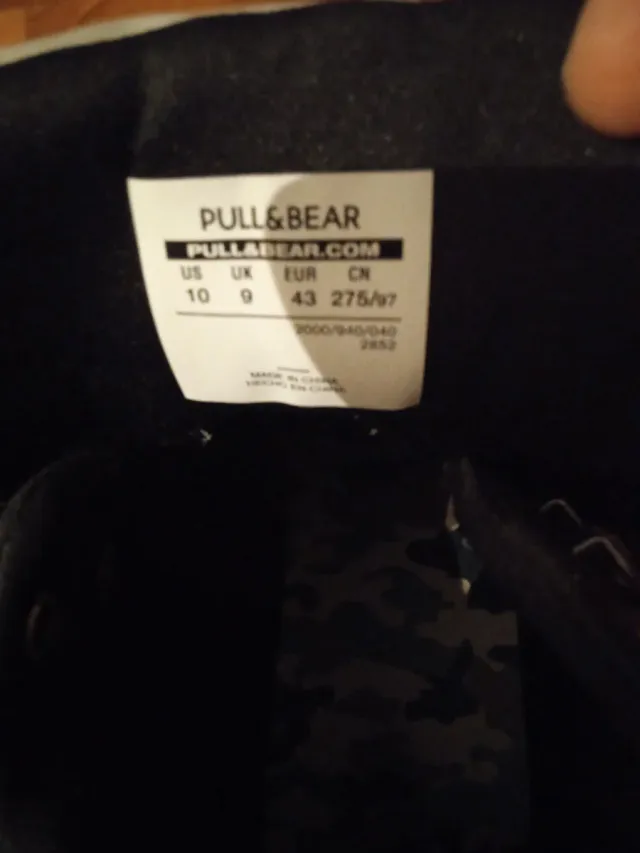 PULL&BEAR
PULL&BEAR.COM
US UK EUR CN
10 9 43 275/97
2000/940/040
2852
MADE IN CHINA
HECHO EN CHINA